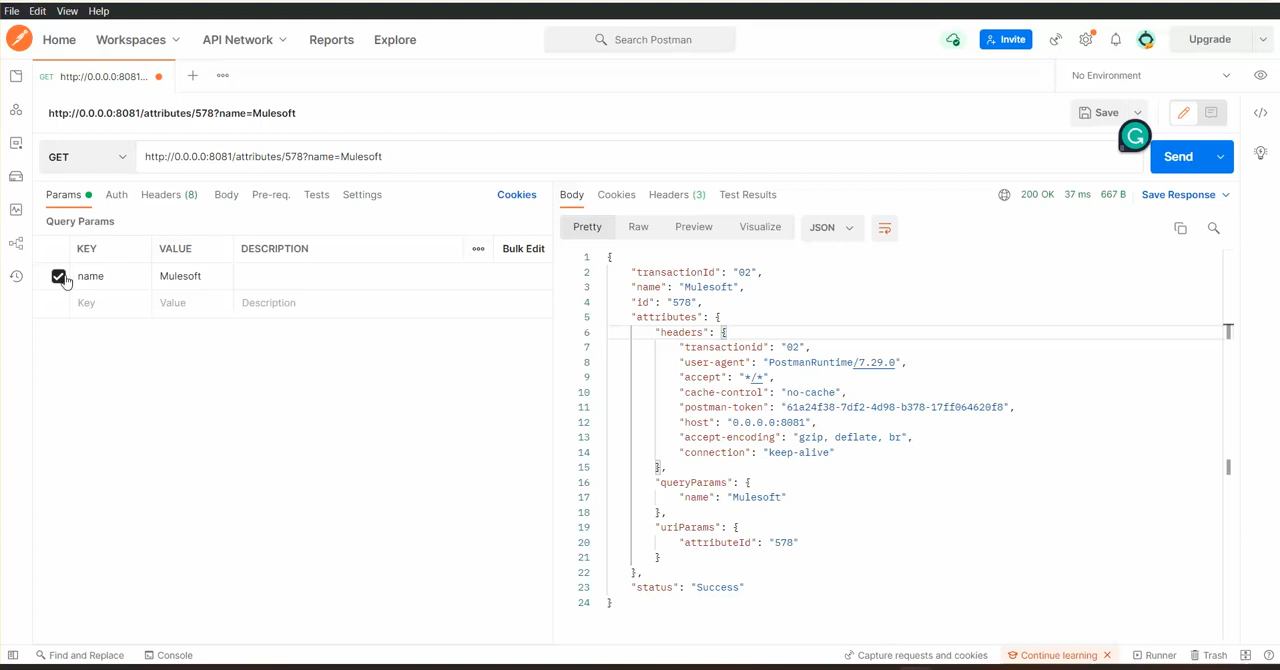 File Edit View Help
Home Workspaces API Network Reports Explore Search Postman Invite Upgrade
GET http://0.0.0.0:8081... No Environment
http://0.0.0.0:8081/attributes/578?name=Mulesoft Save
GET http://0.0.0.0:8081/attributes/578?name=Mulesoft Send
Params Auth Headers (8) Body Pre-req. Tests Settings Cookies
Query Params
KEY VALUE DESCRIPTION Bulk Edit
name Mulesoft
Key Value Description
Body Cookies Headers (3) Test Results 200 OK 37 ms 667 B Save Response
Pretty Raw Preview Visualize JSON
1 {
2 "transactionId": "02",
3 "name": "Mulesoft",
4 "id": "578",
5 "attributes": {
6 "headers": {
7 "transactionid": "02",
8 "user-agent": "PostmanRuntime/7.29.0",
9 "accept": "*/*",
10 "cache-control": "no-cache",
11 "postman-token": "61a24f38-7df2-4d98-b378-17ff064620f8",
12 "host": "0.0.0.0:8081",
13 "accept-encoding": "gzip, deflate, br",
14 "connection": "keep-alive"
15 },
16 "queryParams": {
17 "name": "Mulesoft"
18 },
19 "uriParams": {
20 "attributeId": "578"
21 }
22 },
23 "status": "Success"
24 }
Find and Replace Console Capture requests and cookies Continue learning Runner Trash